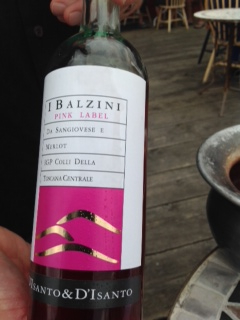 I BALZINI
PINK LABEL
DA SANGIOVESE E
MERLOT
IGP COLLI DELLA
TOSCANA CENTRALE
D'ISANTO&D'ISANTO